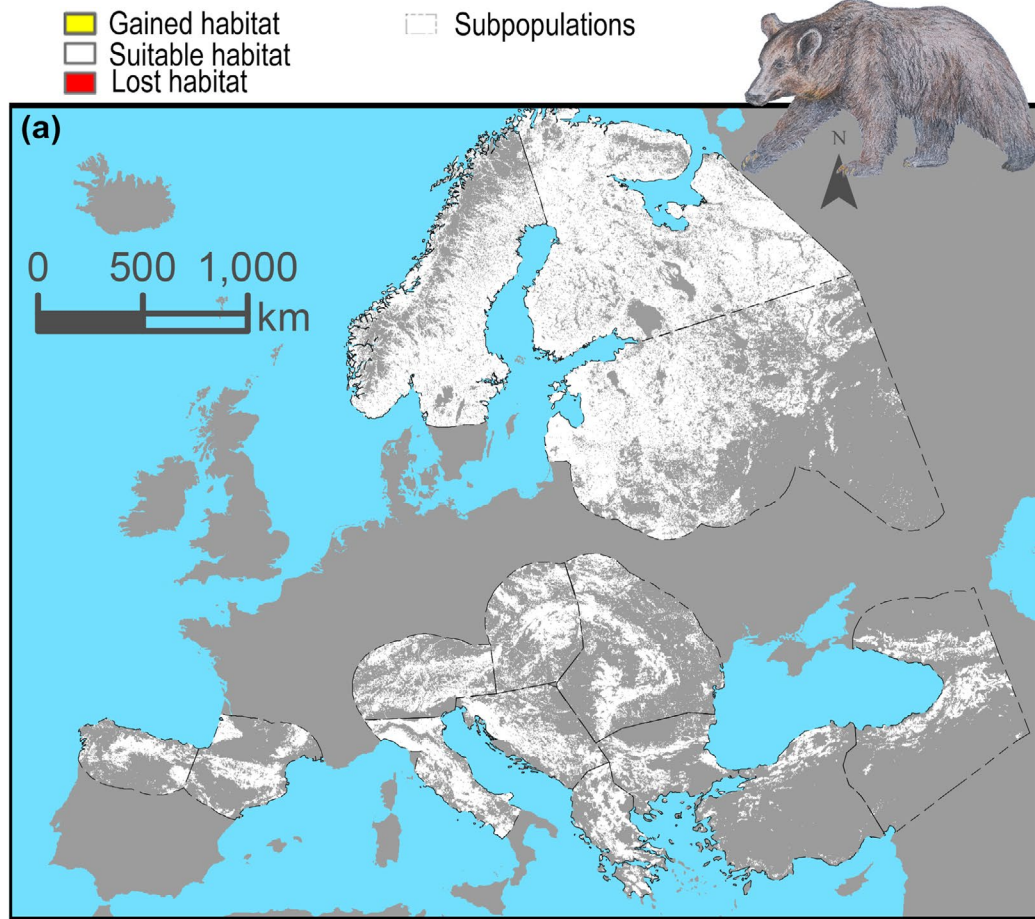 Gained habitat
Suitable habitat
Lost habitat
Subpopulations
(a)
N
0 500 1,000
km